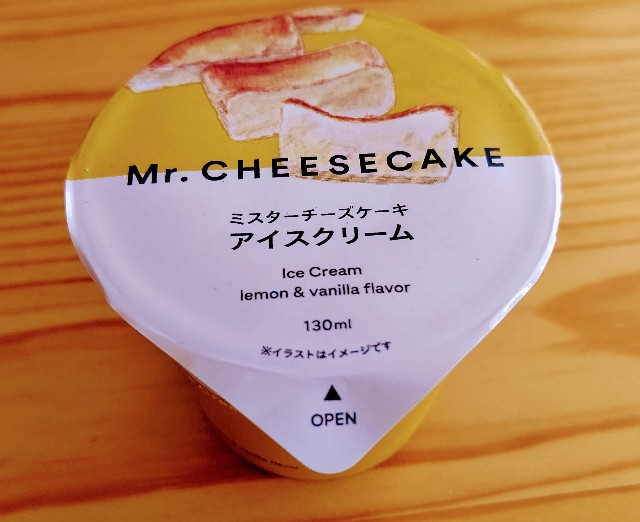 Mr. CHEESECAKE
ミスターチーズケーキ
アイスクリーム
Ice Cream
lemon & vanilla flavor
130ml
※イラストはイメージです
▲
OPEN